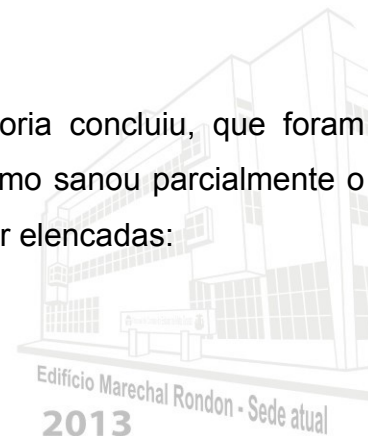 oria concluiu, que foram
mo sanou parcialmente o
r elencadas:
Edifício Marechal Rondon - Sede atual
2013